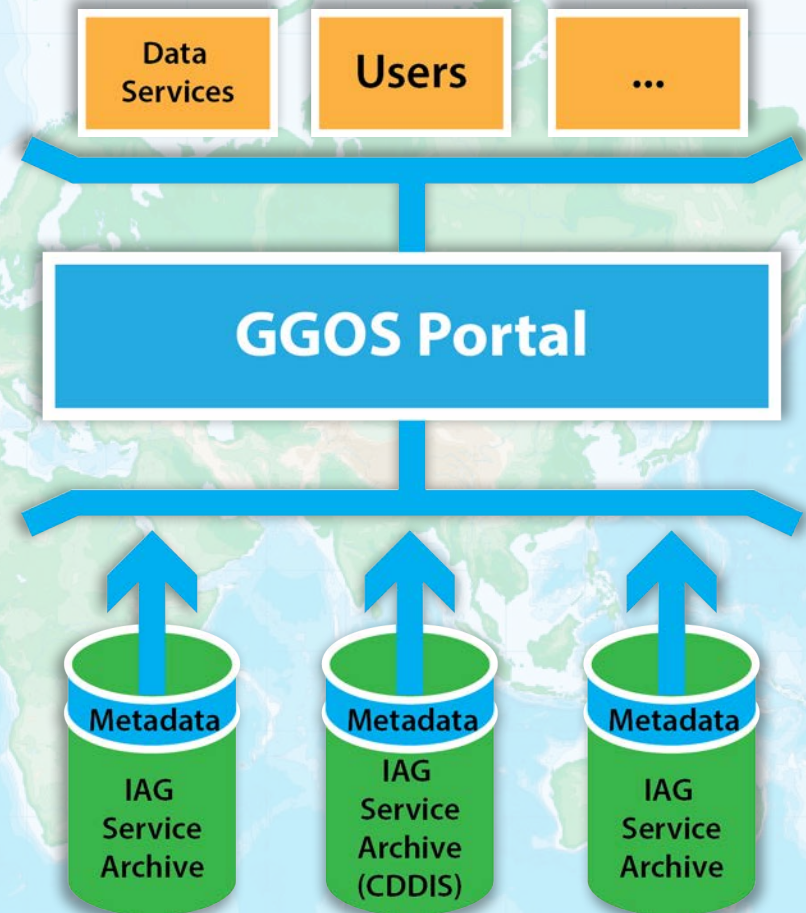 Data
Services
Users
...
GGOS Portal
Metadata
IAG
Service
Archive
Metadata
IAG
Service
Archive
(CDDIS)
Metadata
IAG
Service
Archive